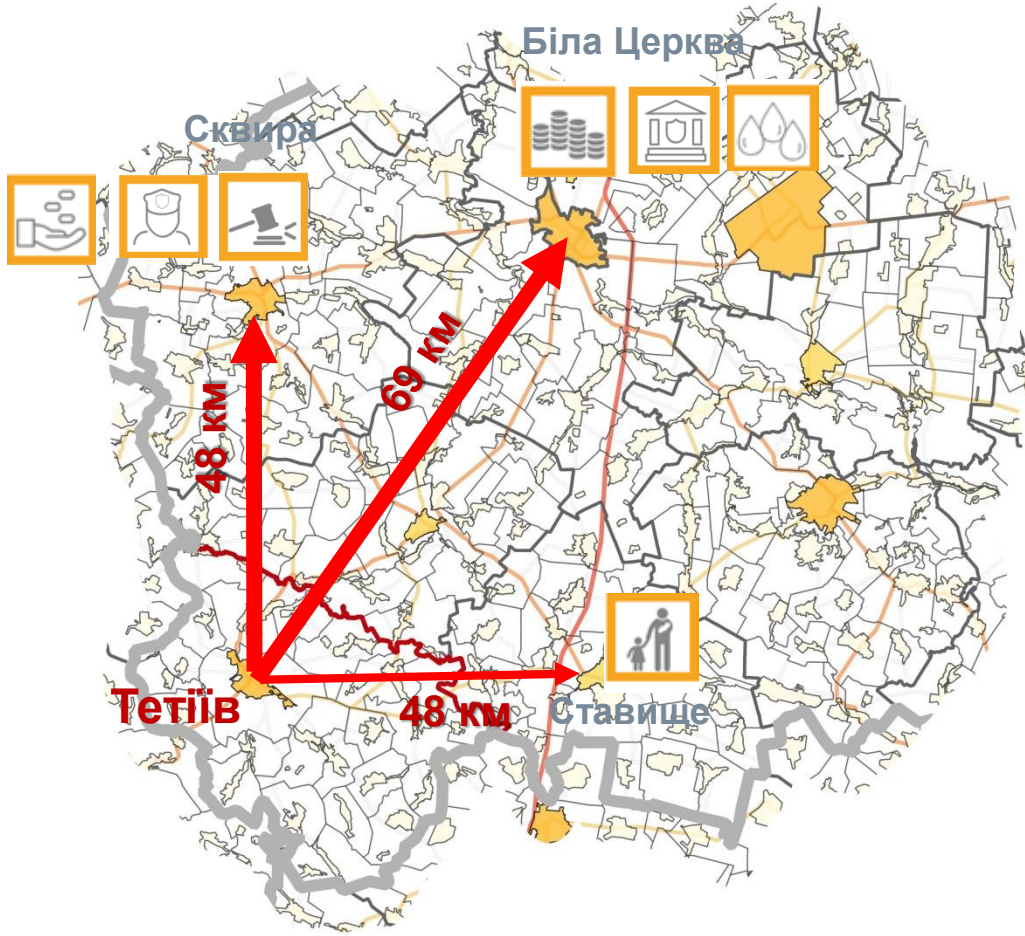 Біла Церква
Сквира
48 км
69 км
Тетіїв
48 км
Ставище